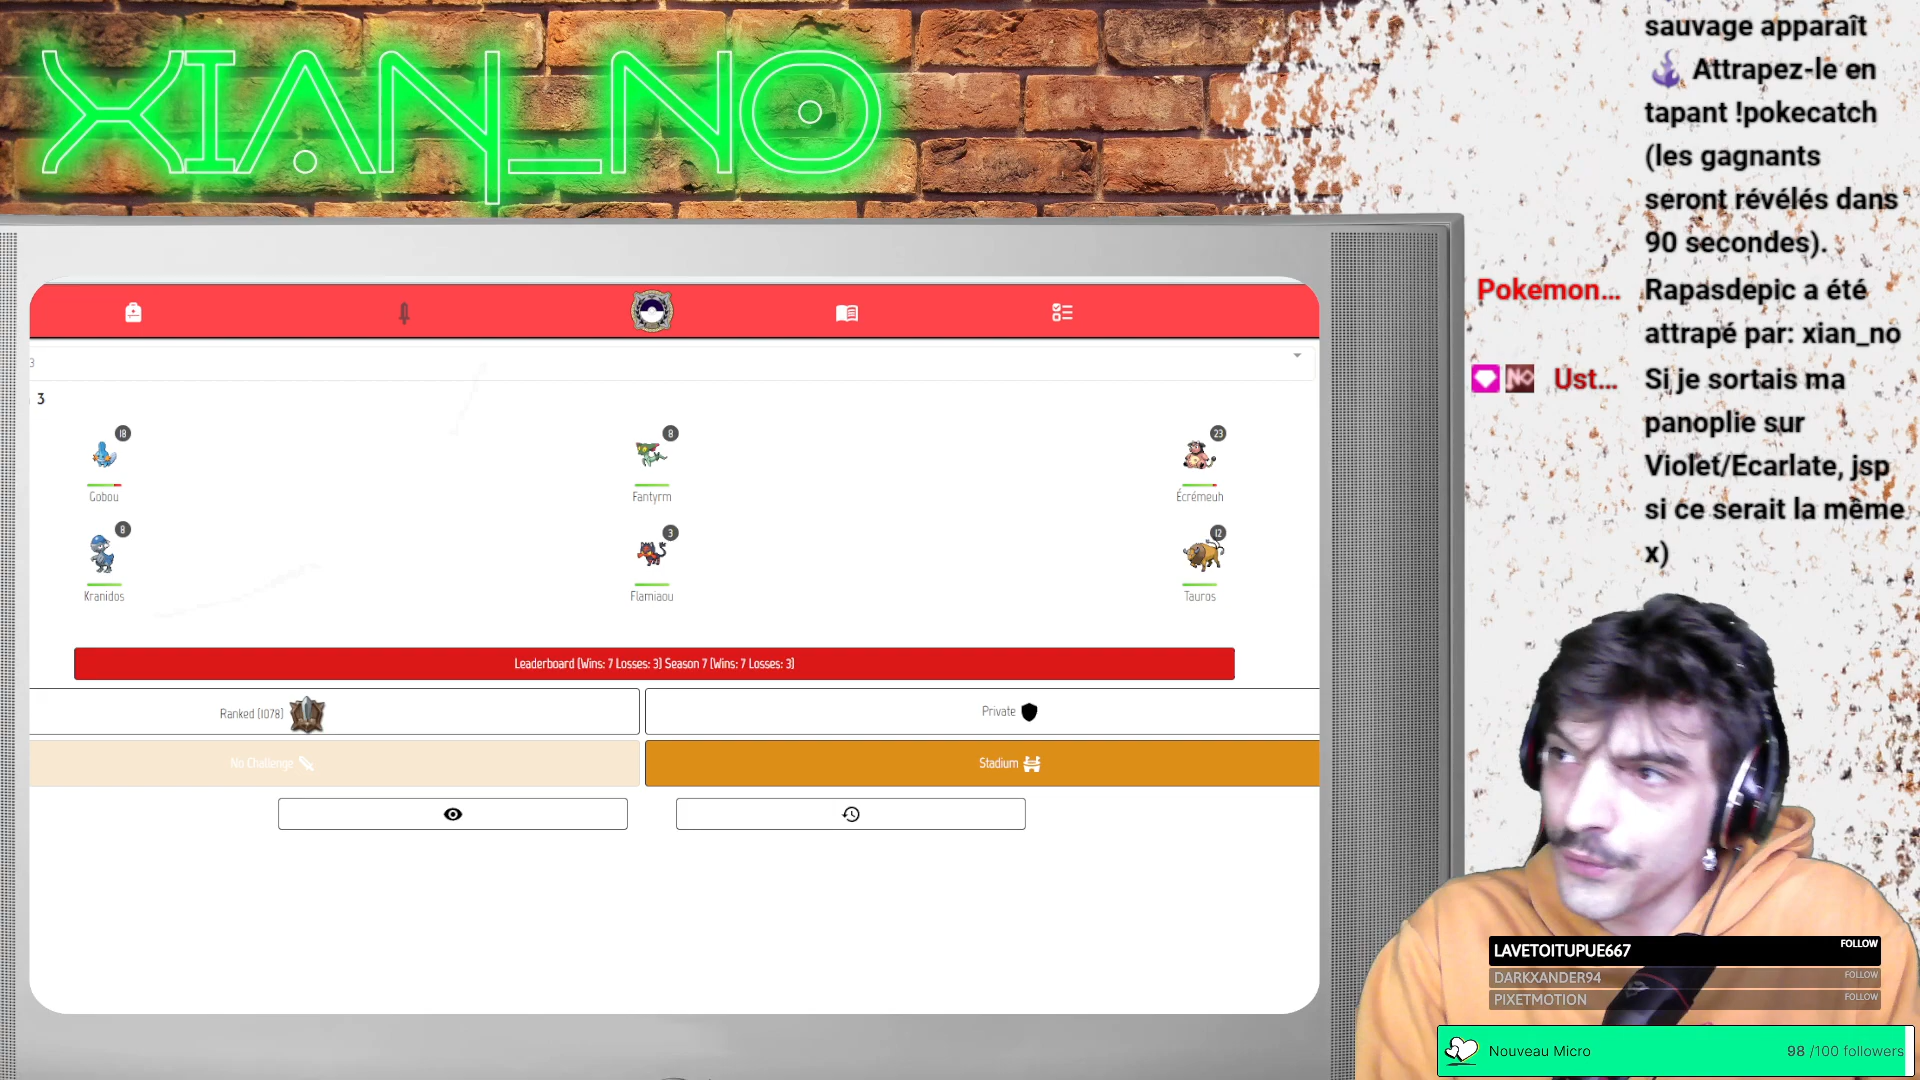 XIAN_NO
sauvage apparaît
Attrapez-le en
tapant !pokecatch
(les gagnants
seront révélés dans
90 secondes).
Pokemon... Rapasdepic a été
attrapé par: xian_no
NO Ust... Si je sortais ma
panoplie sur
Violet/Ecarlate, jsp
si ce serait la même
x)
3
3
18
8
23
Gobou
Fantyrm
Écrémeuh
8
3
12
Kranidos
Flamiaou
Tauros
Leaderboard (Wins: 7 Losses: 3) Season 7 (Wins: 7 Losses: 3)
Ranked (1078)
Private
No Challenge
Stadium
LAVETOITUPUE667 FOLLOW
DARKXANDER94 FOLLOW
PIXETMOTION FOLLOW
Nouveau Micro 98 /100 followers